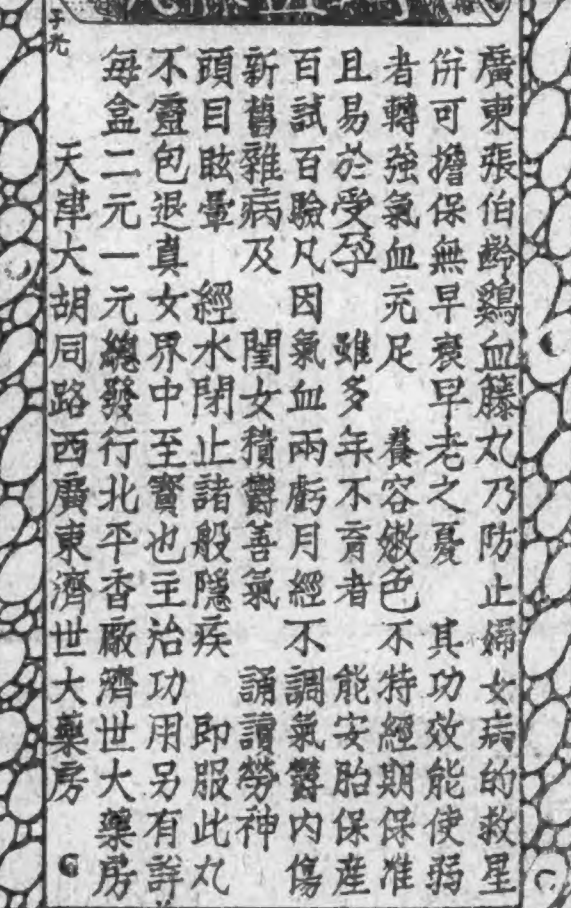 廣東張伯齡鷄血藤丸乃防止婦女病的救星
併可擔保無早衰早老之憂 其功效能使弱
者轉強氣血充足 養容嫩色不特經期保准
且易於受孕 雖多年不育者 能安胎保産
百試百驗凡因氣血兩虧月經不調氣欝内傷
新舊雜病及 閨女積欝善氣 誦讀勞神
頭目眩暈 經水閉止諸般隱疾 即服此丸
不靈包退真女界中至寳也主治功用另有詳
每盒二元一元總發行北平香廠濟世大藥房
天津大胡同路西廣東濟世大藥房